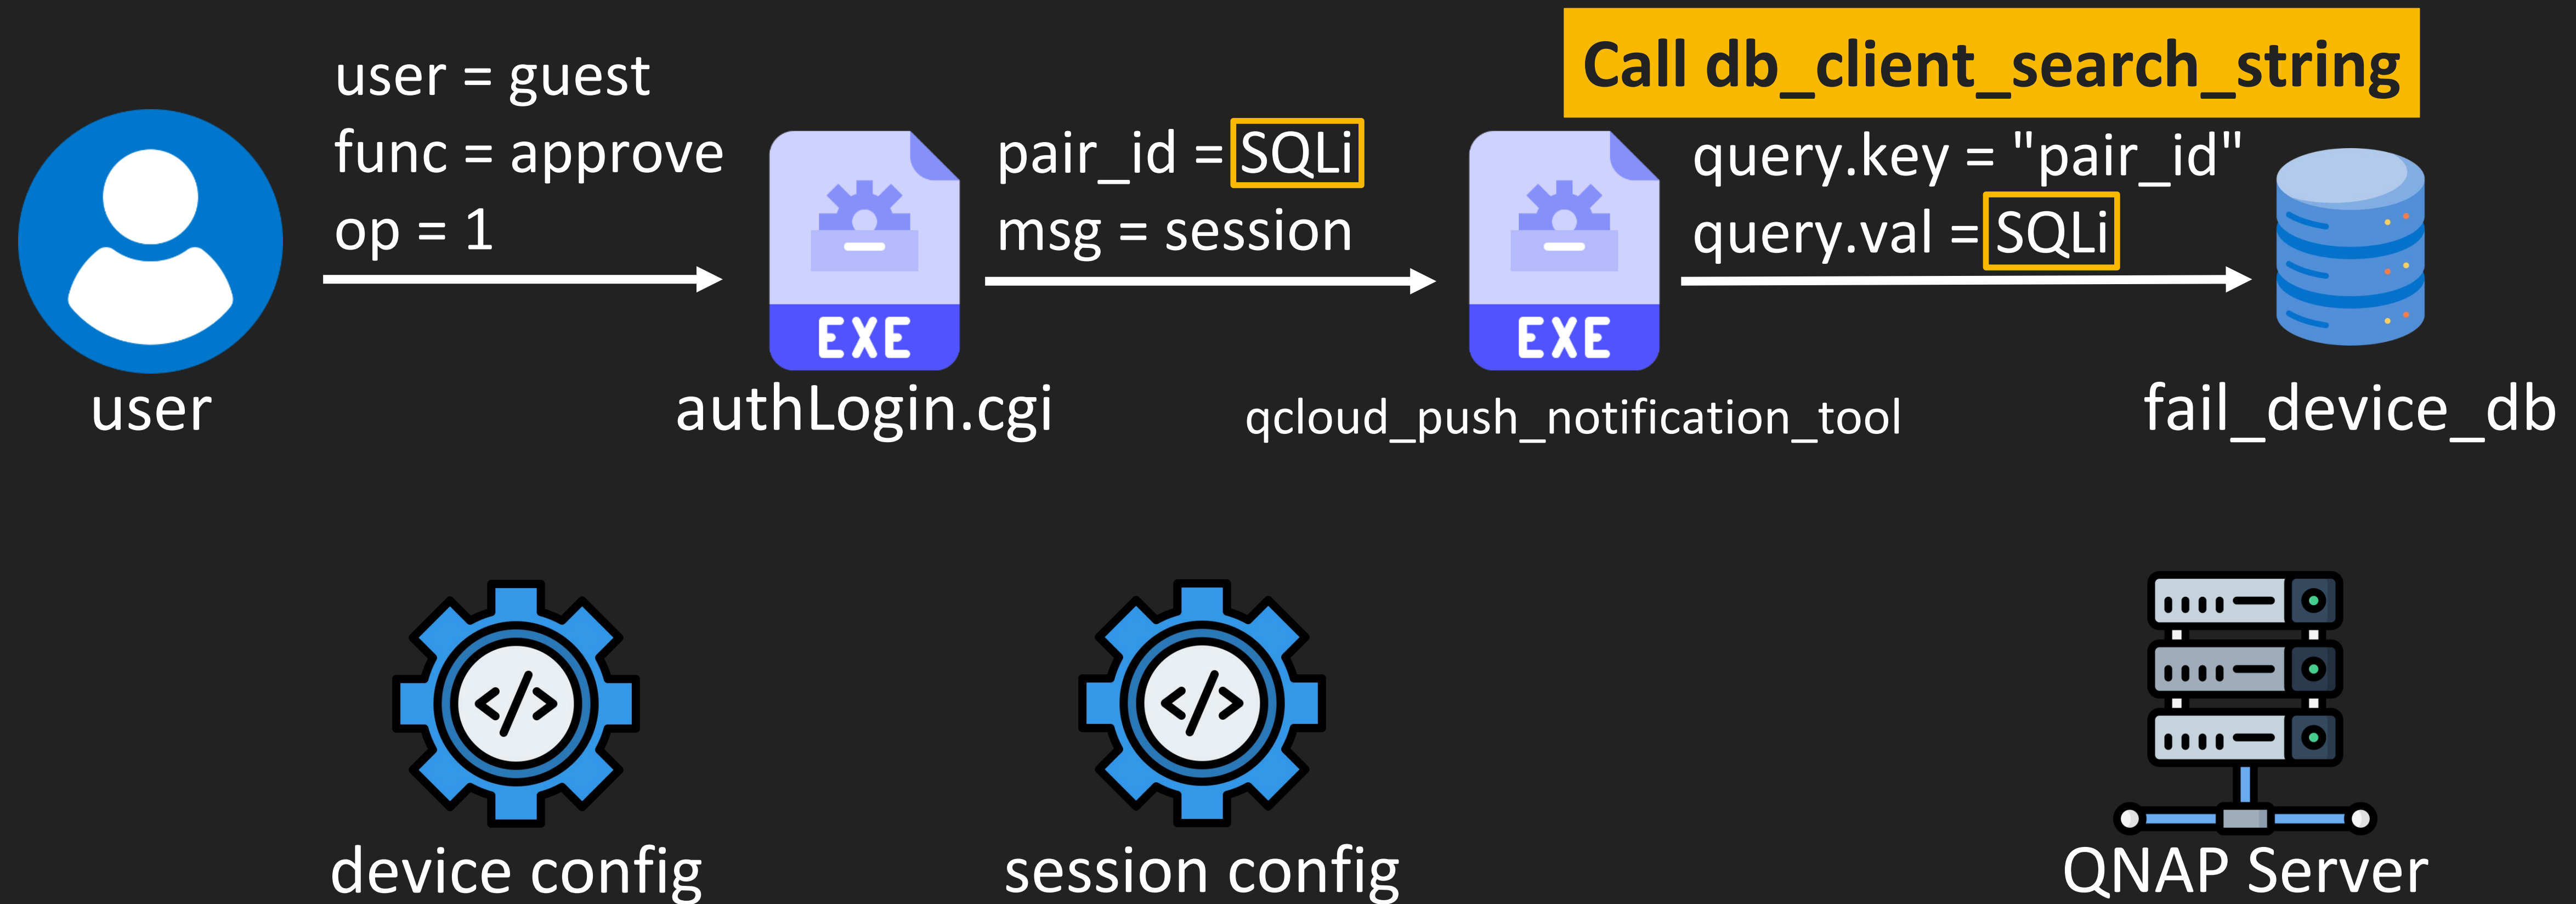 Call db_client_search_string
user = guest
func = approve
op = 1
pair_id = SQLi
msg = session
query.key = "pair_id"
query.val = SQLi
EXE
EXE
user
authLogin.cgi
qcloud_push_notification_tool
fail_device_db
</>
</>
device config
session config
QNAP Server